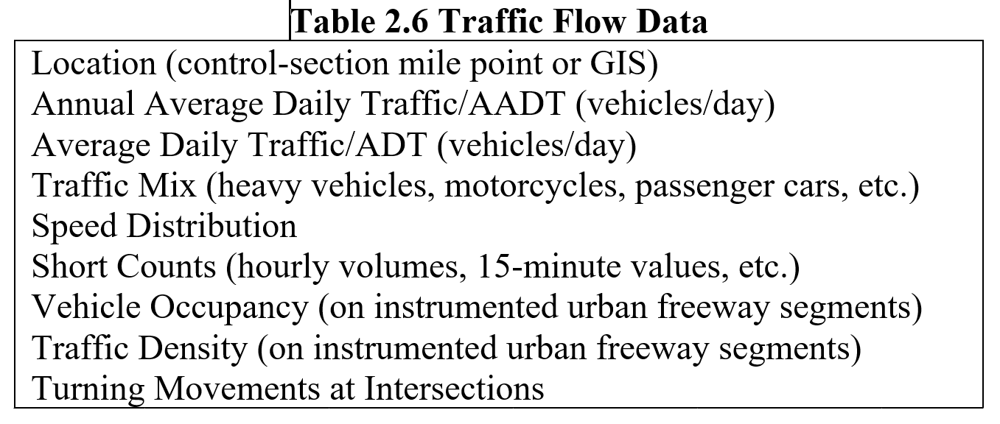 Table 2.6 Traffic Flow Data
Location (control-section mile point or GIS)
Annual Average Daily Traffic/AADT (vehicles/day)
Average Daily Traffic/ADT (vehicles/day)
Traffic Mix (heavy vehicles, motorcycles, passenger cars, etc.)
Speed Distribution
Short Counts (hourly volumes, 15-minute values, etc.)
Vehicle Occupancy (on instrumented urban freeway segments)
Traffic Density (on instrumented urban freeway segments)
Turning Movements at Intersections